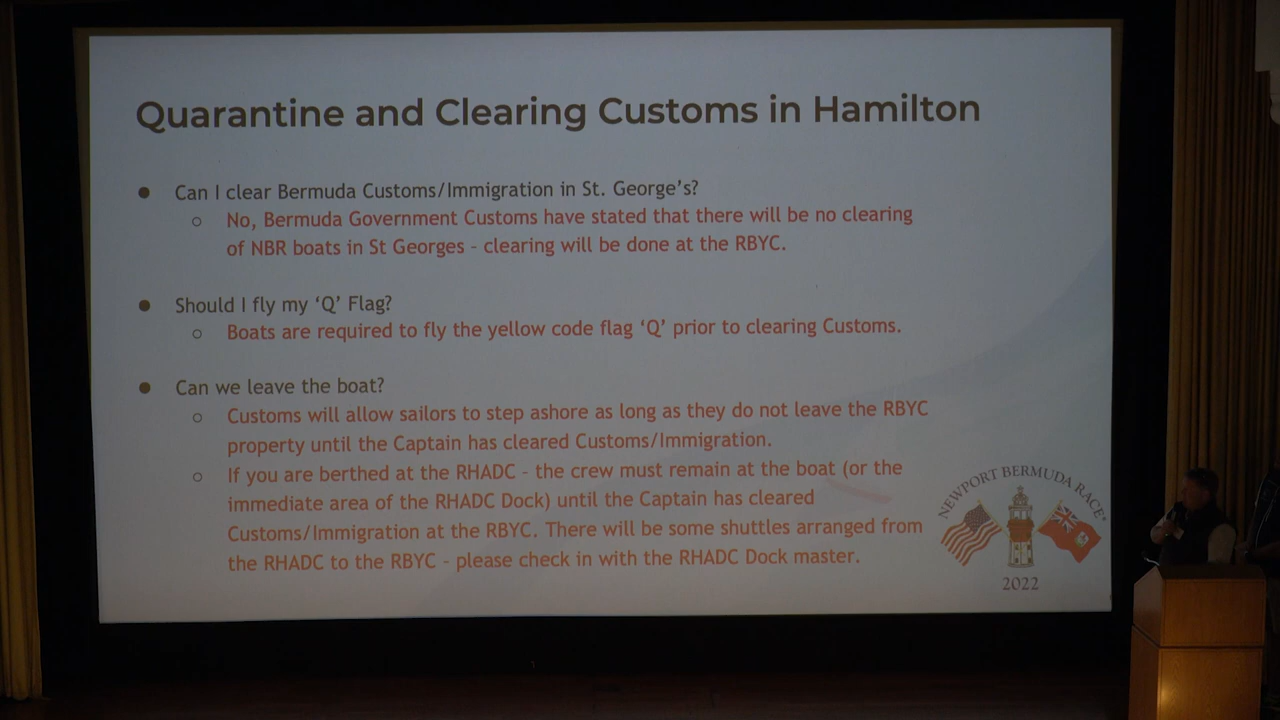 Quarantine and Clearing Customs in Hamilton
● Can I clear Bermuda Customs/Immigration in St. George's?
○ No, Bermuda Government Customs have stated that there will be no clearing
of NBR boats in St Georges - clearing will be done at the RBYC.
● Should I fly my 'Q' Flag?
○ Boats are required to fly the yellow code flag 'Q' prior to clearing Customs.
● Can we leave the boat?
○ Customs will allow sailors to step ashore as long as they do not leave the RBYC
property until the Captain has cleared Customs/Immigration.
○ If you are berthed at the RHADC - the crew must remain at the boat (or the
immediate area of the RHADC Dock) until the Captain has cleared
Customs/Immigration at the RBYC. There will be some shuttles arranged from
the RHADC to the RBYC - please check in with the RHADC Dock master.
NEWPORT BERMUDA RACE®
2022